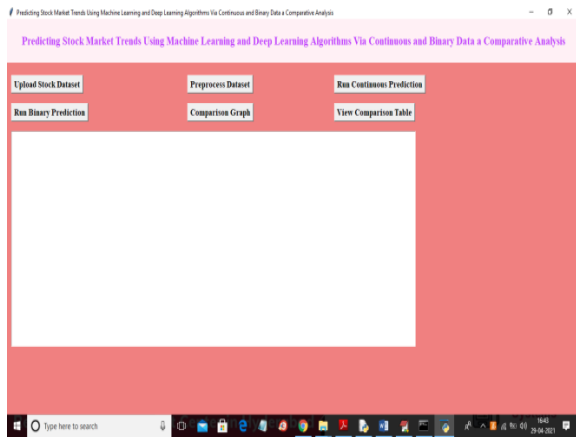 Predicting Stock Market Trends Using Machine Learning and Deep Learning Algorithms Via Continuous and Binary Data a Comparative Analysis
Predicting Stock Market Trends Using Machine Learning and Deep Learning Algorithms Via Continuous and Binary Data a Comparative Analysis
Upload Stock Dataset Preprocess Dataset Run Continuous Prediction
Run Binary Prediction Comparison Graph View Comparison Table
Type here to search
16:43
29-04-2021